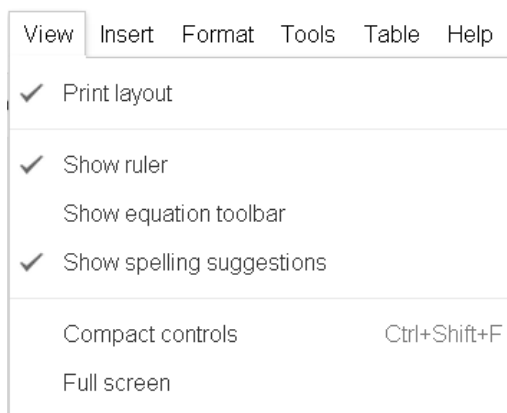 View Insert Format Tools Table Help
Print layout
Show ruler
Show equation toolbar
Show spelling suggestions
Compact controls Ctrl+Shift+F
Full screen